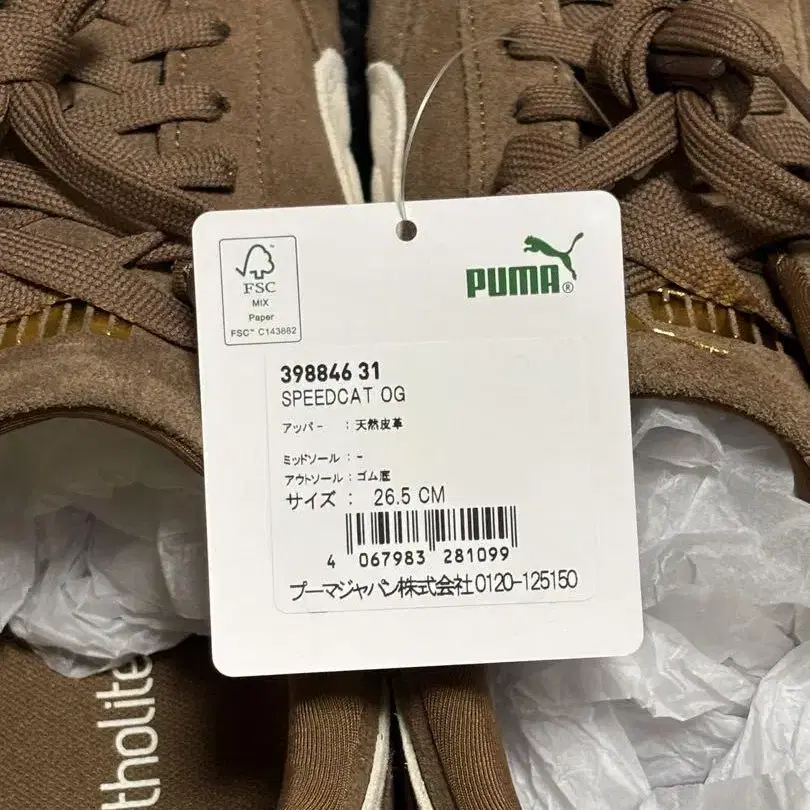 FSC
MIX
Paper
FSC™ C143882
PUMA®
398846 31
SPEEDCAT OG
アッパー : 天然皮革
ミッドソール : -
アウトソール : ゴム底
サイズ : 26.5 CM
4 067983 281099
プーマジャパン株式会社0120-125150
tholite